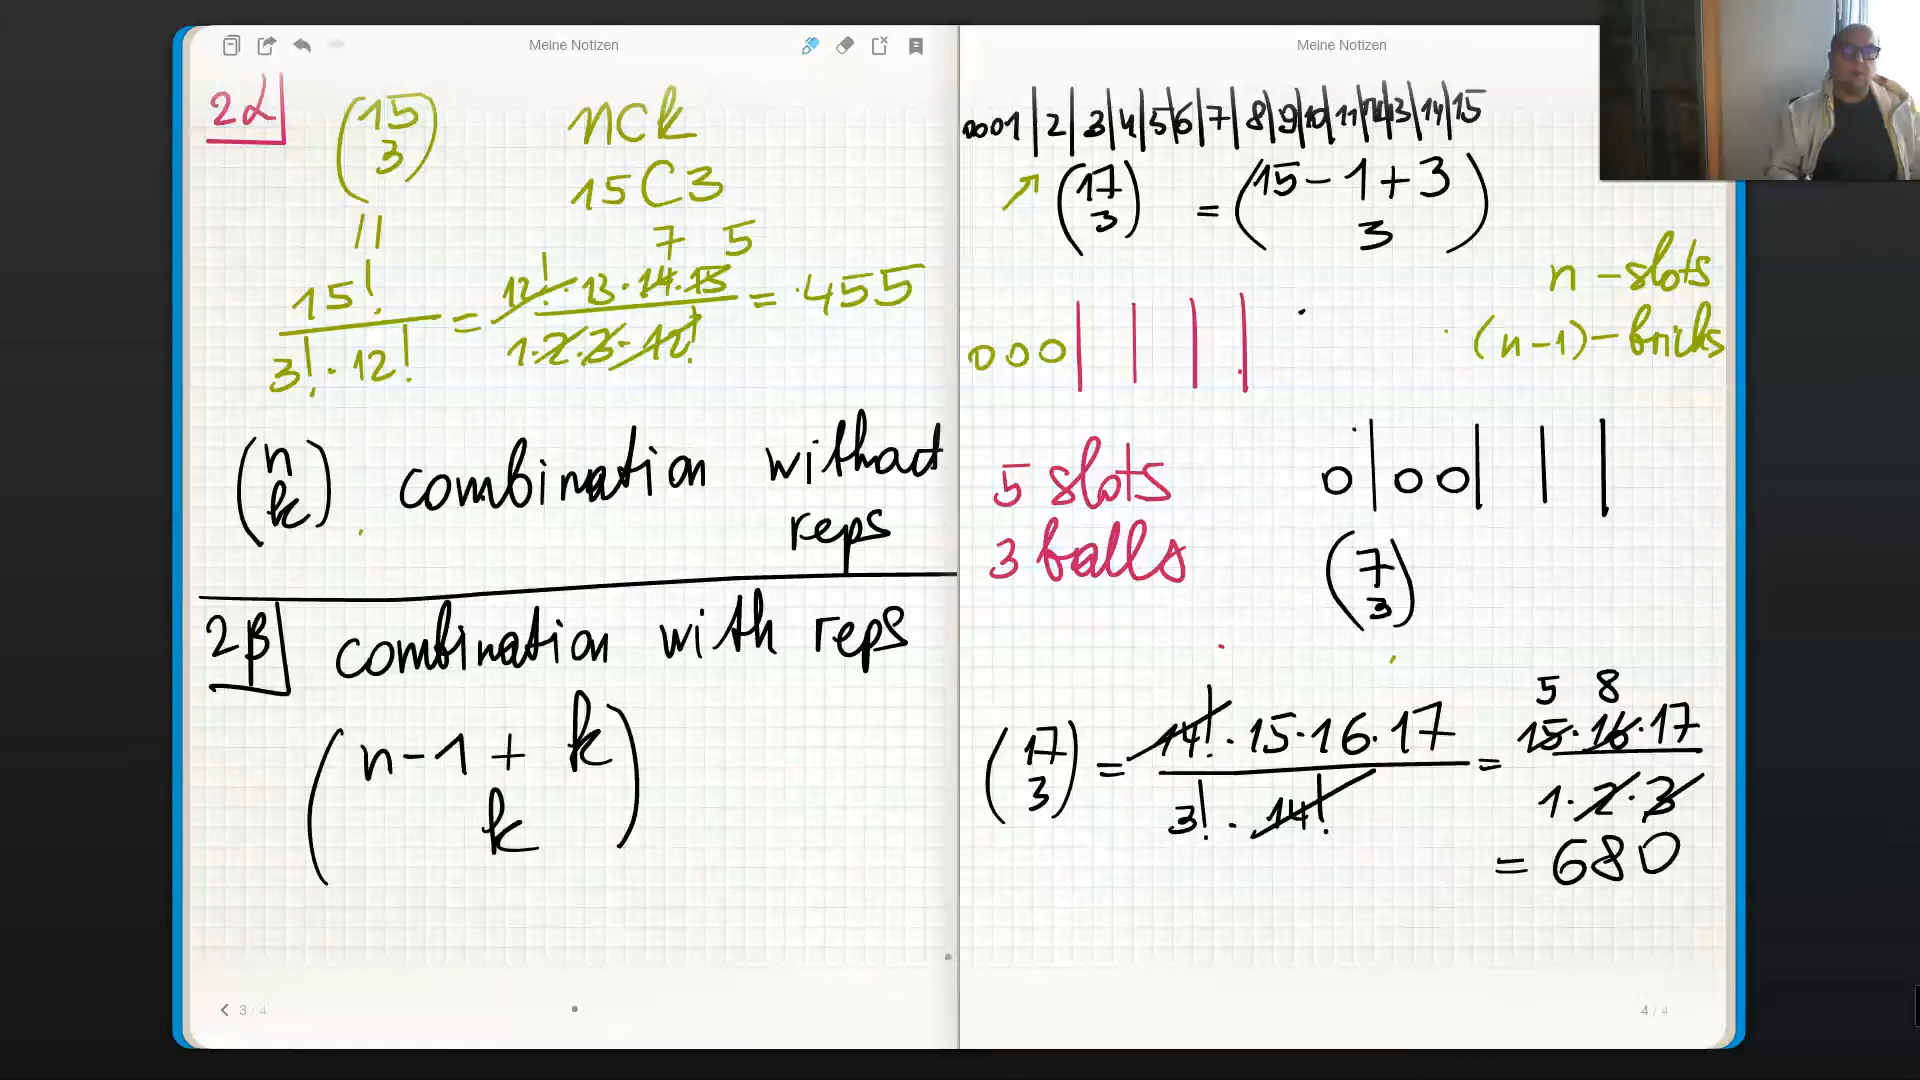 Meine Notizen
2α
(15 3)
nCk
15C3
=
7 5
15! / 3!·12! = 12!·13·14·15 / 1·2·3·12! = 455
(n k) combination without
reps
2β combination with reps
(n-1+k k)
3 / 4
Meine Notizen
0001|2|3|4|5|6|7|8|9|10|11|12|13|14|15
(17 3) = (15-1+3 3)
n-slots
(n-1)-bricks
000||||
0|00|||
5 slots
3 balls
(7 3)
5 8
(17 3) = 14!·15·16·17 / 3!·14! = 15·16·17 / 1·2·3
= 680
4 / 4